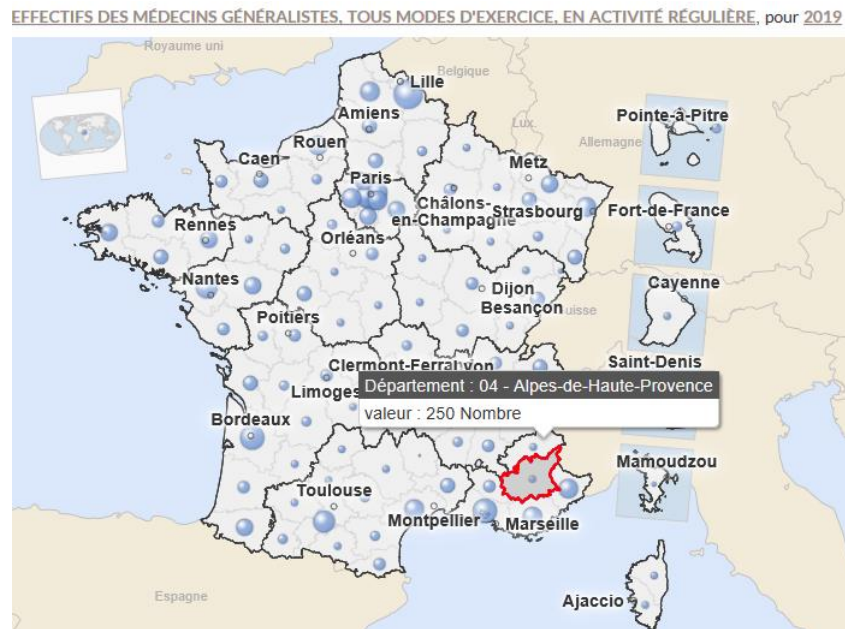 EFFECTIFS DES MÉDECINS GÉNÉRALISTES, TOUS MODES D'EXERCICE, EN ACTIVITÉ RÉGULIÈRE, pour 2019
Royaume uni
Belgique
Lille
Amiens
Lux.
Allemagne
Pointe-à-Pitre
Rouen
Caen
Metz
Paris
Châlons-
en-Champagne
Strasbourg
Fort-de-France
Rennes
Orléans
Nantes
Dijon
Cayenne
Besançon
uisse
Poitiers
Clermont-Ferra
yon
Saint-Denis
Département : 04 - Alpes-de-Haute-Provence
Limoges
valeur : 250 Nombre
Bordeaux
Mamoudzou
Toulouse
Montpellier
Marseille
Espagne
Ajaccio